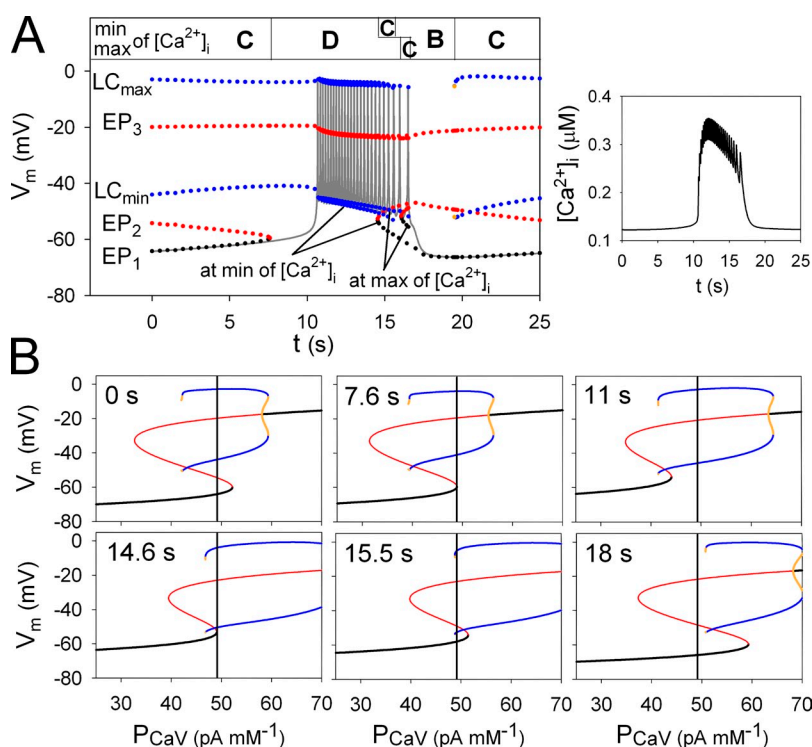 A
min
max of [Ca²⁺]ᵢ C D C C B C
0
-20
-40
-60
-80
Vₘ (mV)
LCₘₐₓ
EP₃
LCₘᵢₙ
EP₂
EP₁
at min of [Ca²⁺]ᵢ
at max of [Ca²⁺]ᵢ
0 5 10 15 20 25
t (s)
0.4
0.3
0.2
0.1
[Ca²⁺]ᵢ (μM)
0 5 10 15 20 25
t (s)
B
0
-20
-40
-60
-80
Vₘ (mV)
0 s
7.6 s
11 s
0
-20
-40
-60
-80
Vₘ (mV)
14.6 s
15.5 s
18 s
30 40 50 60 70
30 40 50 60 70
30 40 50 60 70
P_CaV (pA mM⁻¹)
P_CaV (pA mM⁻¹)
P_CaV (pA mM⁻¹)